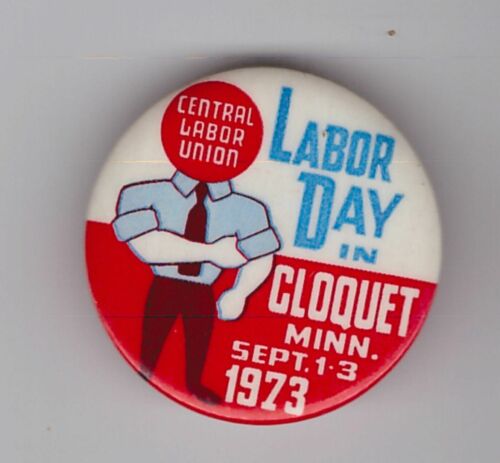 CENTRAL
LABOR
UNION
LABOR
DAY
IN
CLOQUET
MINN.
SEPT. 1-3
1973